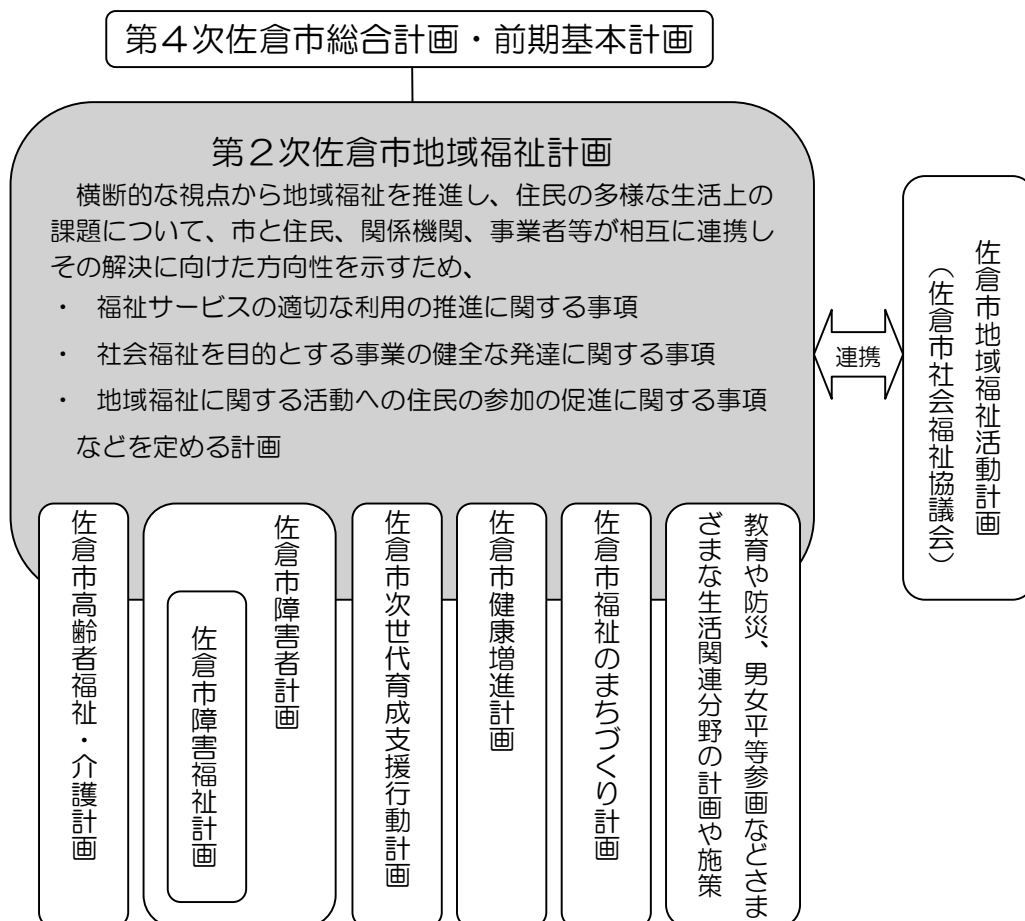 第４次佐倉市総合計画・前期基本計画
第２次佐倉市地域福祉計画
横断的な視点から地域福祉を推進し、住民の多様な生活上の
課題について、市と住民、関係機関、事業者等が相互に連携し
その解決に向けた方向性を示すため、
・　福祉サービスの適切な利用の推進に関する事項
・　社会福祉を目的とする事業の健全な発達に関する事項
・　地域福祉に関する活動への住民の参加の促進に関する事項
などを定める計画
連携
佐倉市地域福祉活動計画
（佐倉市社会福祉協議会）
佐倉市高齢者福祉・介護計画
佐倉市障害者計画
佐倉市障害福祉計画
佐倉市次世代育成支援行動計画
佐倉市健康増進計画
佐倉市福祉のまちづくり計画
教育や防災、男女平等参画などさま
ざまな生活関連分野の計画や施策